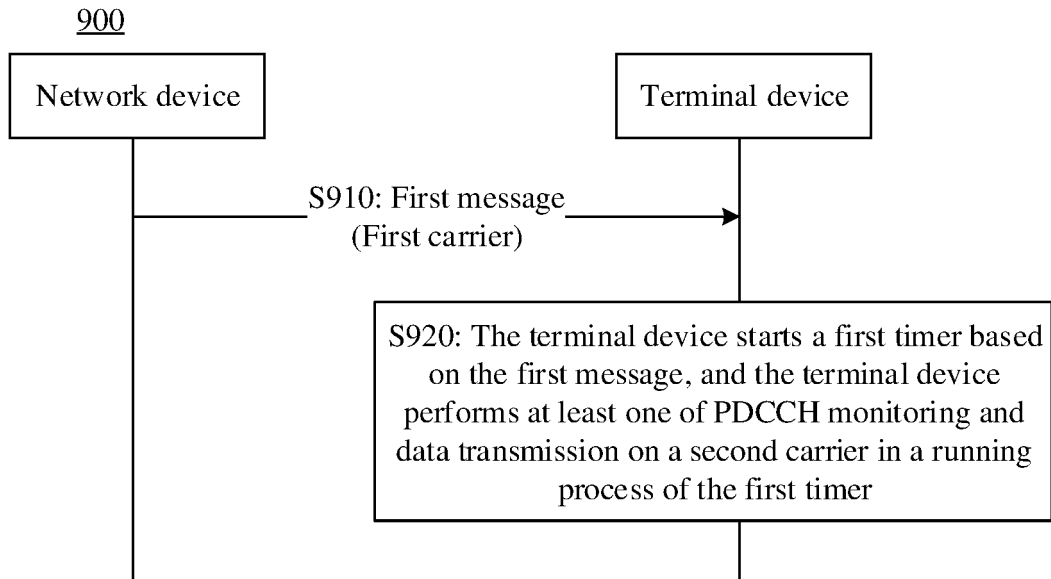 900
Network device
Terminal device
S910: First message
(First carrier)
S920: The terminal device starts a first timer based
on the first message, and the terminal device
performs at least one of PDCCH monitoring and
data transmission on a second carrier in a running
process of the first timer